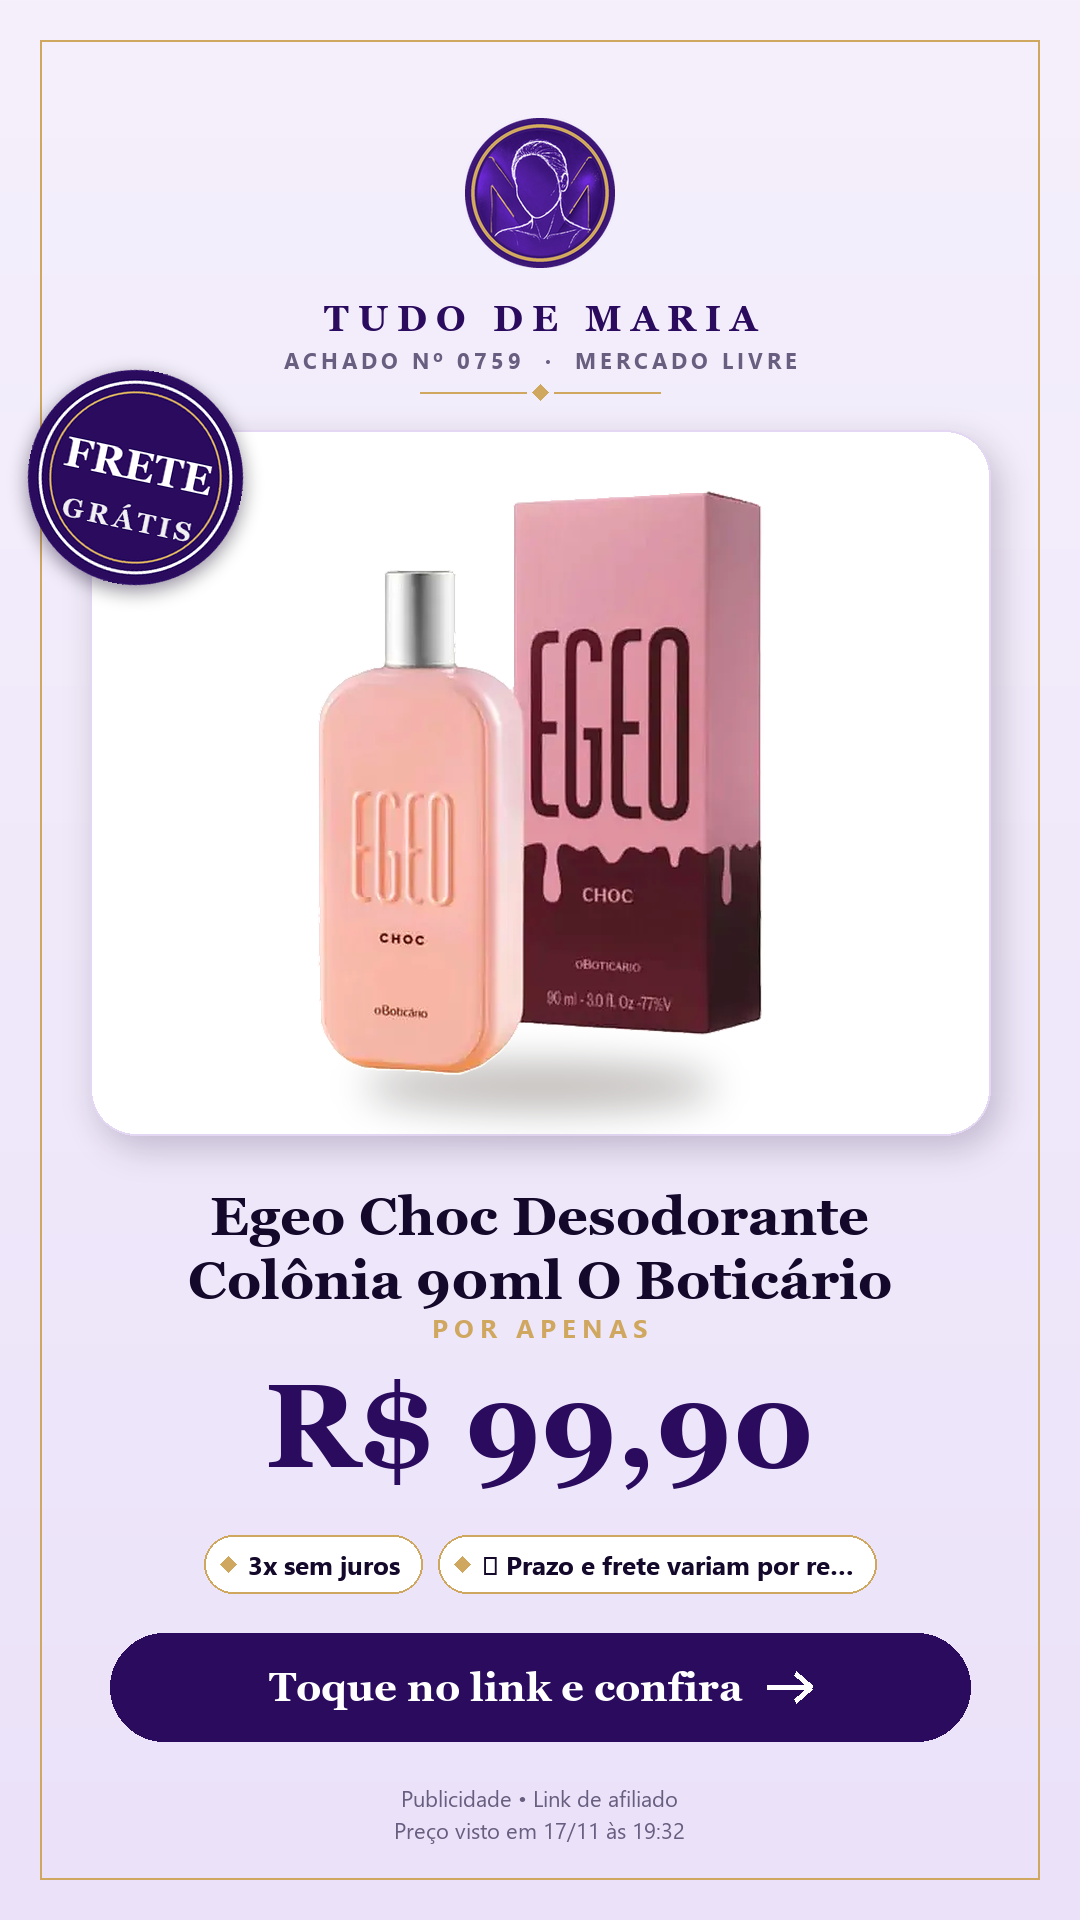 TUDO DE MARIA
ACHADO Nº 0759 · MERCADO LIVRE
FRETE
GRÁTIS
EGEO
CHOC
oBOTICÁRIO
90 ml - 3.0 fl. Oz -77%V
EGEO
CHOC
oBoticário
Egeo Choc Desodorante
Colônia 90ml O Boticário
POR APENAS
R$ 99,90
3x sem juros
Prazo e frete variam por re...
Toque no link e confira →
Publicidade • Link de afiliado
Preço visto em 17/11 às 19:32